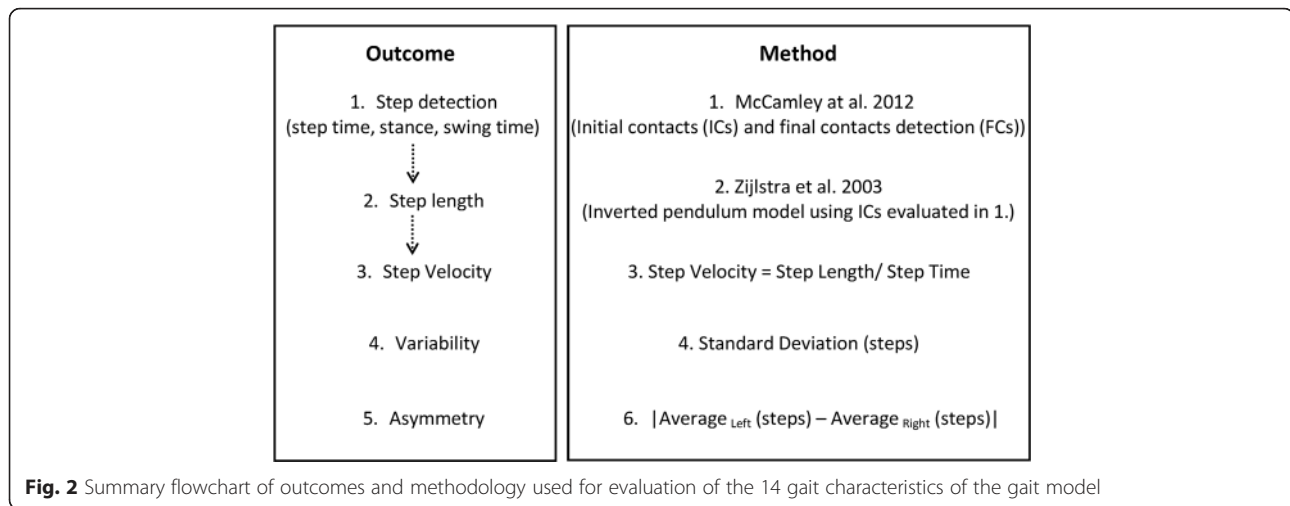 Outcome
1. Step detection
(step time, stance, swing time)
2. Step length
3. Step Velocity
4. Variability
5. Asymmetry
Method
1. McCamley at al. 2012
(Initial contacts (ICs) and final contacts detection (FCs))
2. Zijlstra et al. 2003
(Inverted pendulum model using ICs evaluated in 1.)
3. Step Velocity = Step Length/ Step Time
4. Standard Deviation (steps)
6. |Average Left (steps) – Average Right (steps)|
Fig. 2 Summary flowchart of outcomes and methodology used for evaluation of the 14 gait characteristics of the gait model